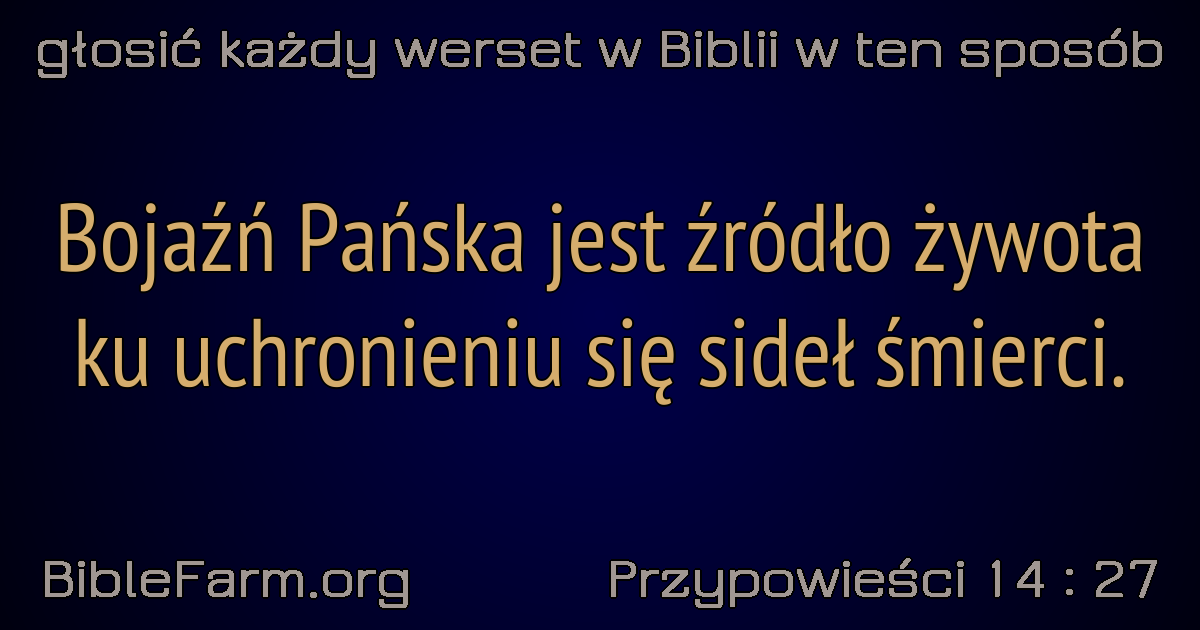 głosić każdy werset w Biblii w ten sposób
Bojaźń Pańska jest źródło żywota
ku uchronieniu się sideł śmierci.
BibleFarm.org
Przypowieści 14 : 27